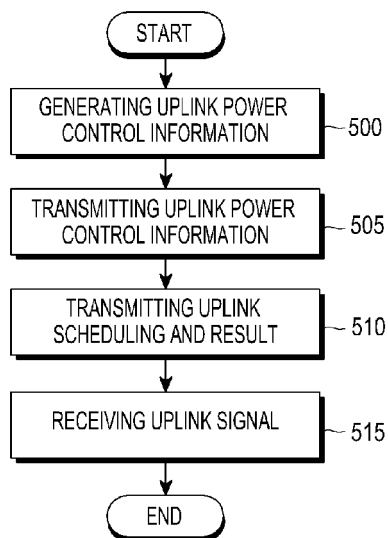 START
GENERATING UPLINK POWER
CONTROL INFORMATION
500
TRANSMITTING UPLINK POWER
CONTROL INFORMATION
505
TRANSMITTING UPLINK
SCHEDULING AND RESULT
510
RECEIVING UPLINK SIGNAL
515
END